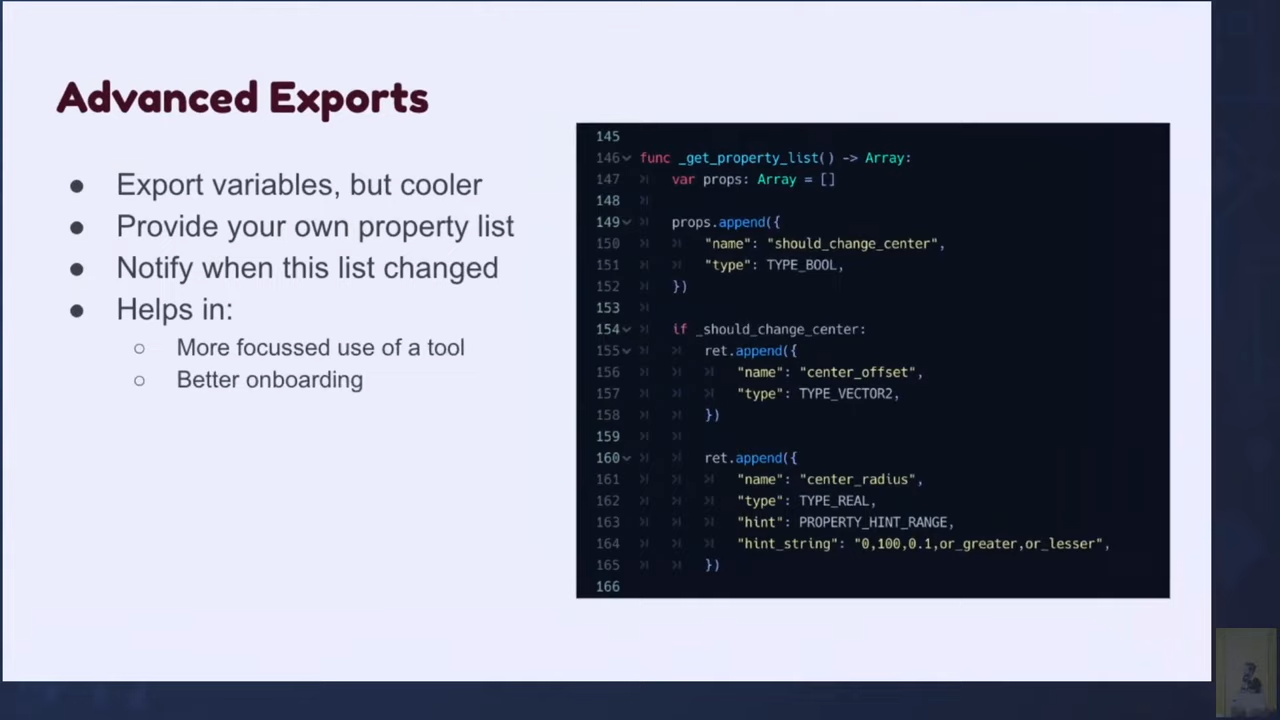 Advanced Exports
● Export variables, but cooler
● Provide your own property list
● Notify when this list changed
● Helps in:
○ More focussed use of a tool
○ Better onboarding
145
146 func _get_property_list() -> Array:
147 var props: Array = []
148
149 props.append({
150 "name": "should_change_center",
151 "type": TYPE_BOOL,
152 })
153
154 if _should_change_center:
155 ret.append({
156 "name": "center_offset",
157 "type": TYPE_VECTOR2,
158 })
159
160 ret.append({
161 "name": "center_radius",
162 "type": TYPE_REAL,
163 "hint": PROPERTY_HINT_RANGE,
164 "hint_string": "0,100,0.1,or_greater,or_lesser",
165 })
166